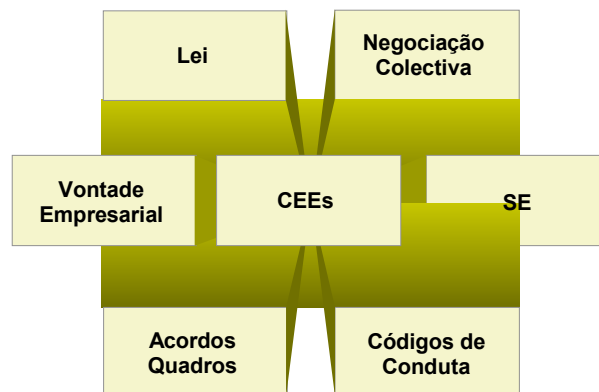 Lei
Negociação
Colectiva
Vontade
Empresarial
CEEs
SE
Acordos
Quadros
Códigos de
Conduta